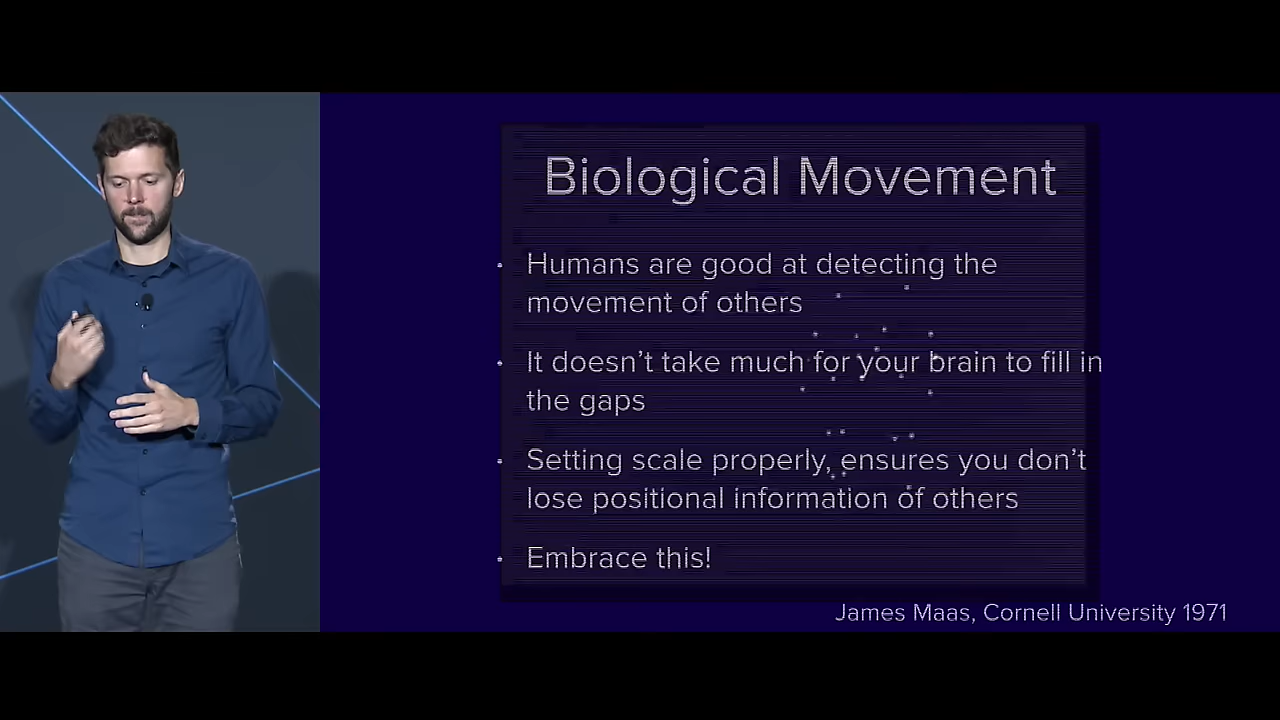 Biological Movement
Humans are good at detecting the
movement of others
It doesn't take much for your brain to fill in
the gaps
Setting scale properly, ensures you don't
lose positional information of others
Embrace this!
James Maas, Cornell University 1971